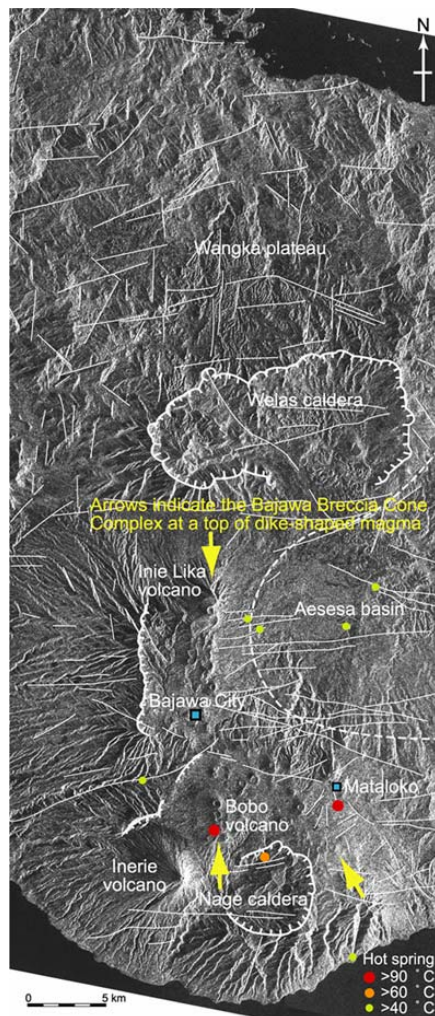 N
Wangka plateau
Welas caldera
Arrows indicate the Bajawa Breccia Cone
Complex at a top of dike-shaped magma
Inie Lika
volcano
Aesesa basin
Bajawa City
Mataloko
Bobo
volcano
Inerie
volcano
Nage caldera
Hot spring
>90 °C
>60 °C
>40 °C
0 5 km